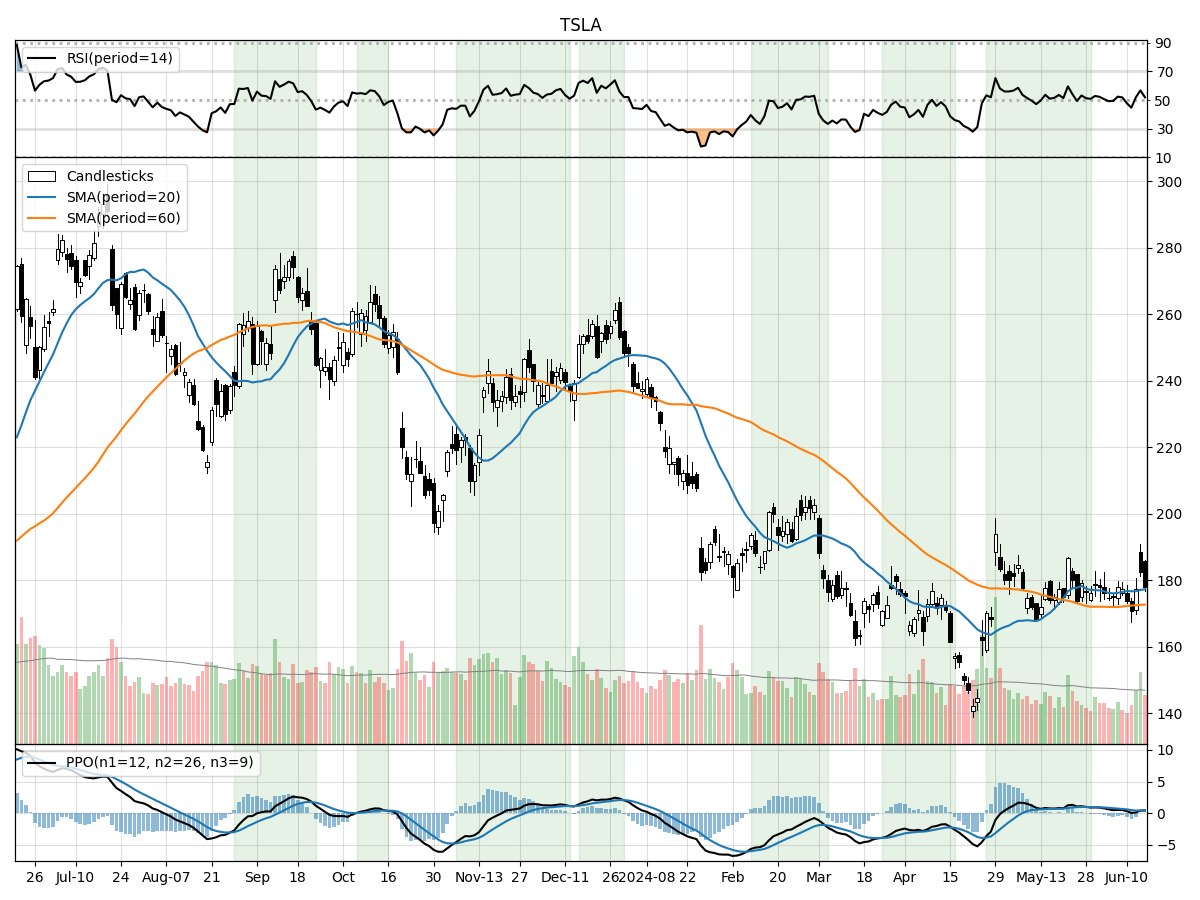 TSLA
RSI(period=14)
90
70
50
30
10
Candlesticks
SMA(period=20)
SMA(period=60)
300
280
260
240
220
200
180
160
140
PPO(n1=12, n2=26, n3=9)
10
5
0
−5
26 Jul-10 24 Aug-07 21 Sep 18 Oct 16 30 Nov-13 27 Dec-11 26 2024-08 22 Feb 20 Mar 18 Apr 15 29 May-13 28 Jun-10